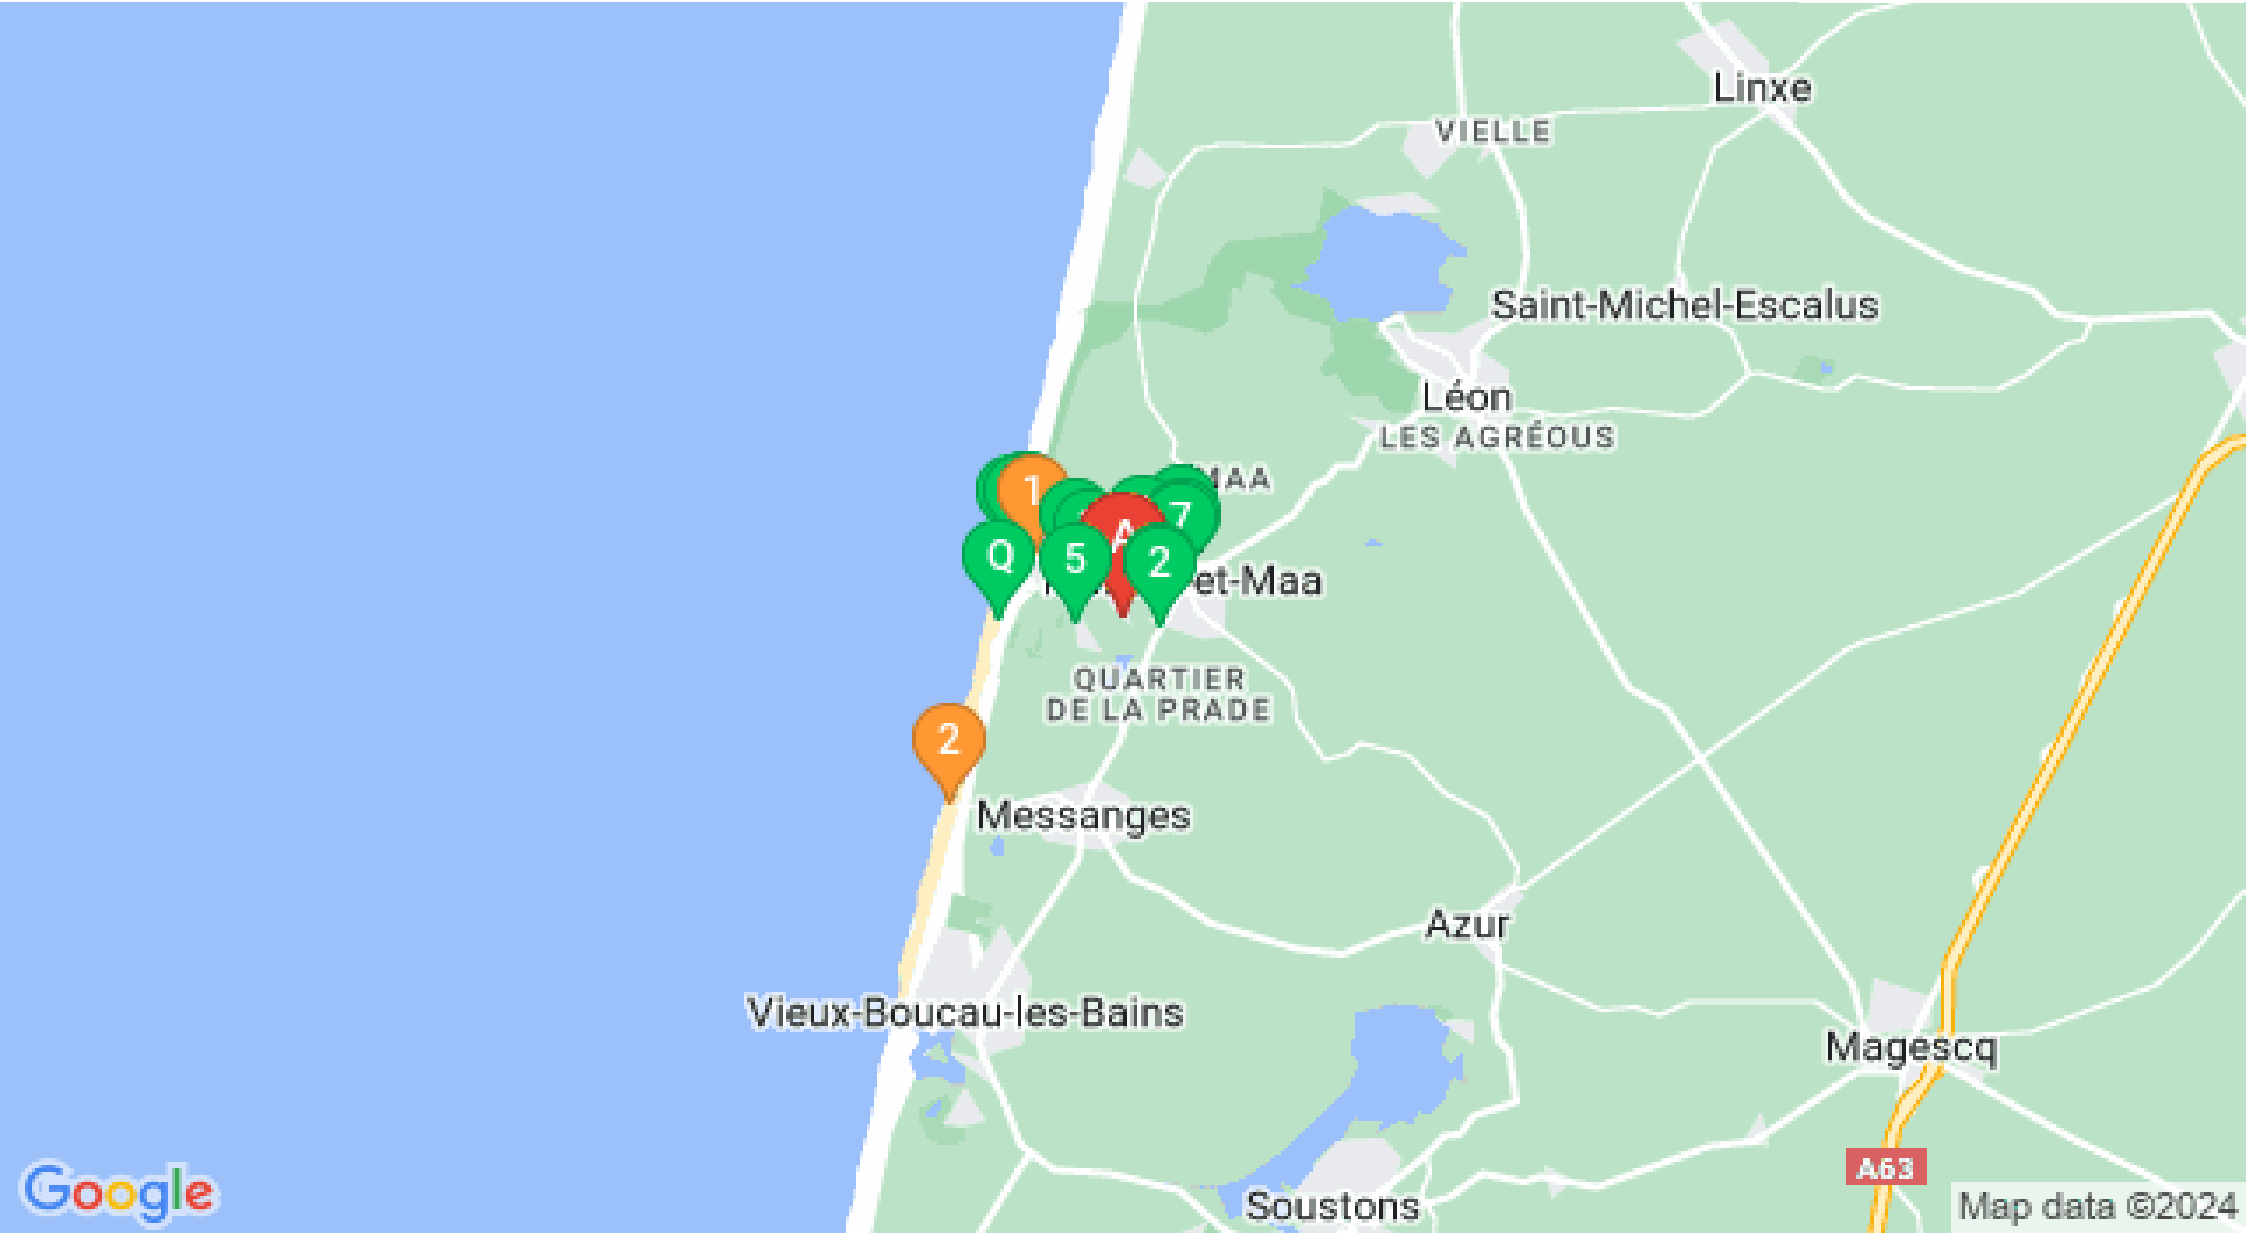 Linxe
VIELLE
Saint-Michel-Escalus
Léon
LES AGRÉOUS
1
7
A
Q
5
2
et-Maa
QUARTIER
DE LA PRADE
2
Messanges
Azur
Vieux-Boucau-les-Bains
Magescq
A63
Google
Soustons
Map data ©2024